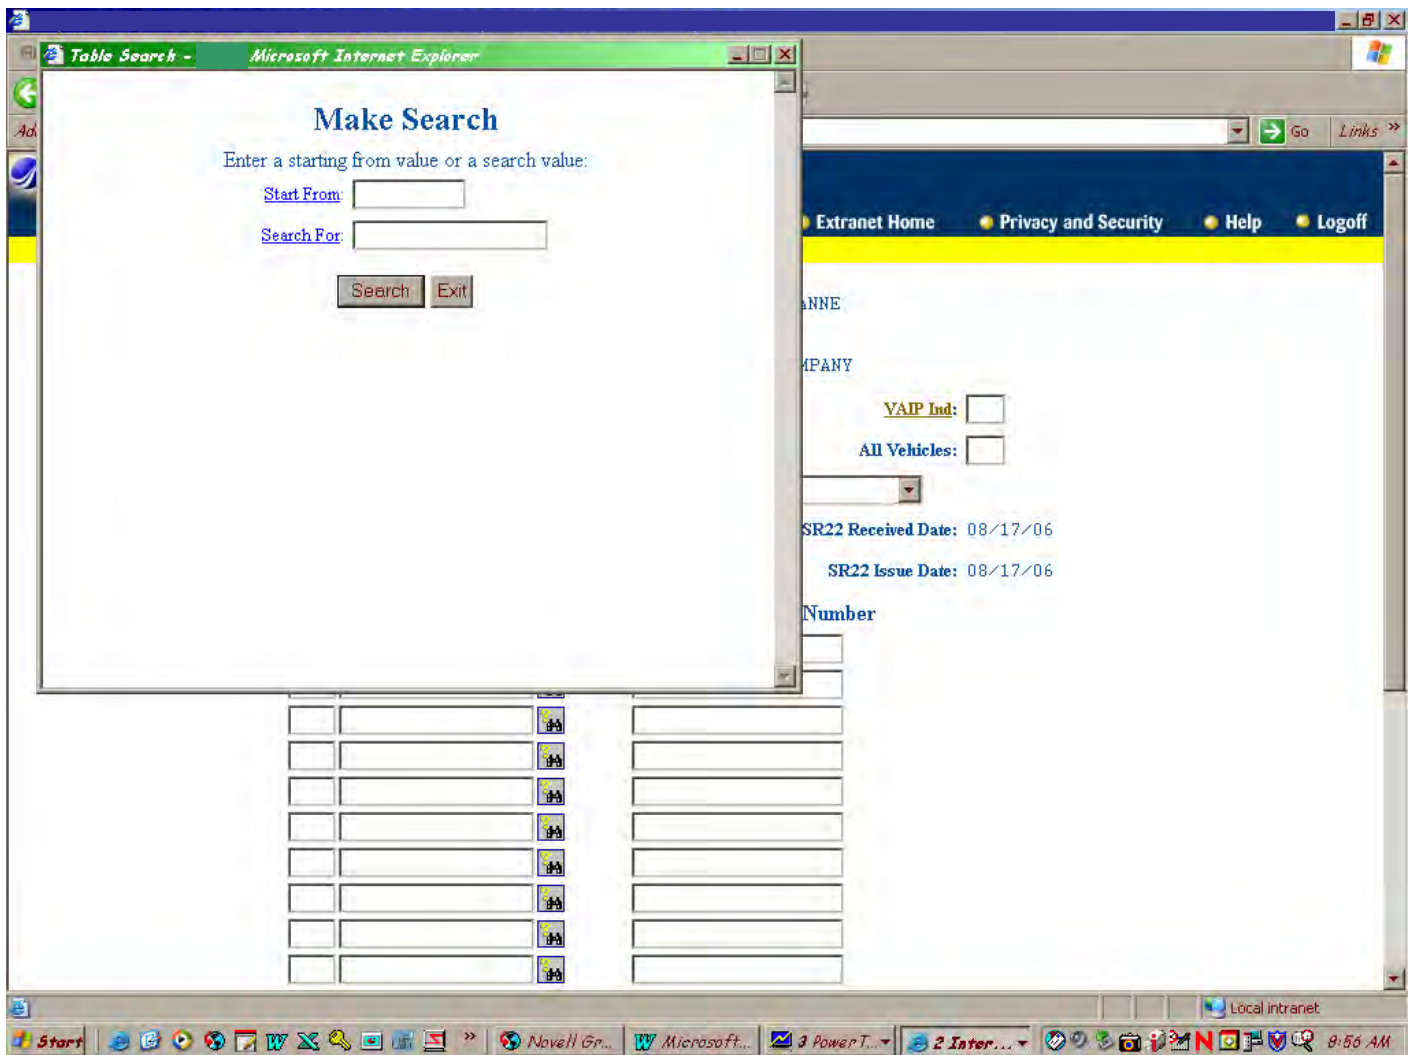 Table Search - Microsoft Internet Explorer
Make Search
Enter a starting from value or a search value:
Start From:
Search For:
Search Exit
Go Links »
Extranet Home Privacy and Security Help Logoff
ANNE
MPANY
VAIP Ind:
All Vehicles:
SR22 Received Date: 08/17/06
SR22 Issue Date: 08/17/06
Number
Local intranet
Start » Novell Gr... Microsoft... 3 PowerT... 2 Inter... 8:56 AM